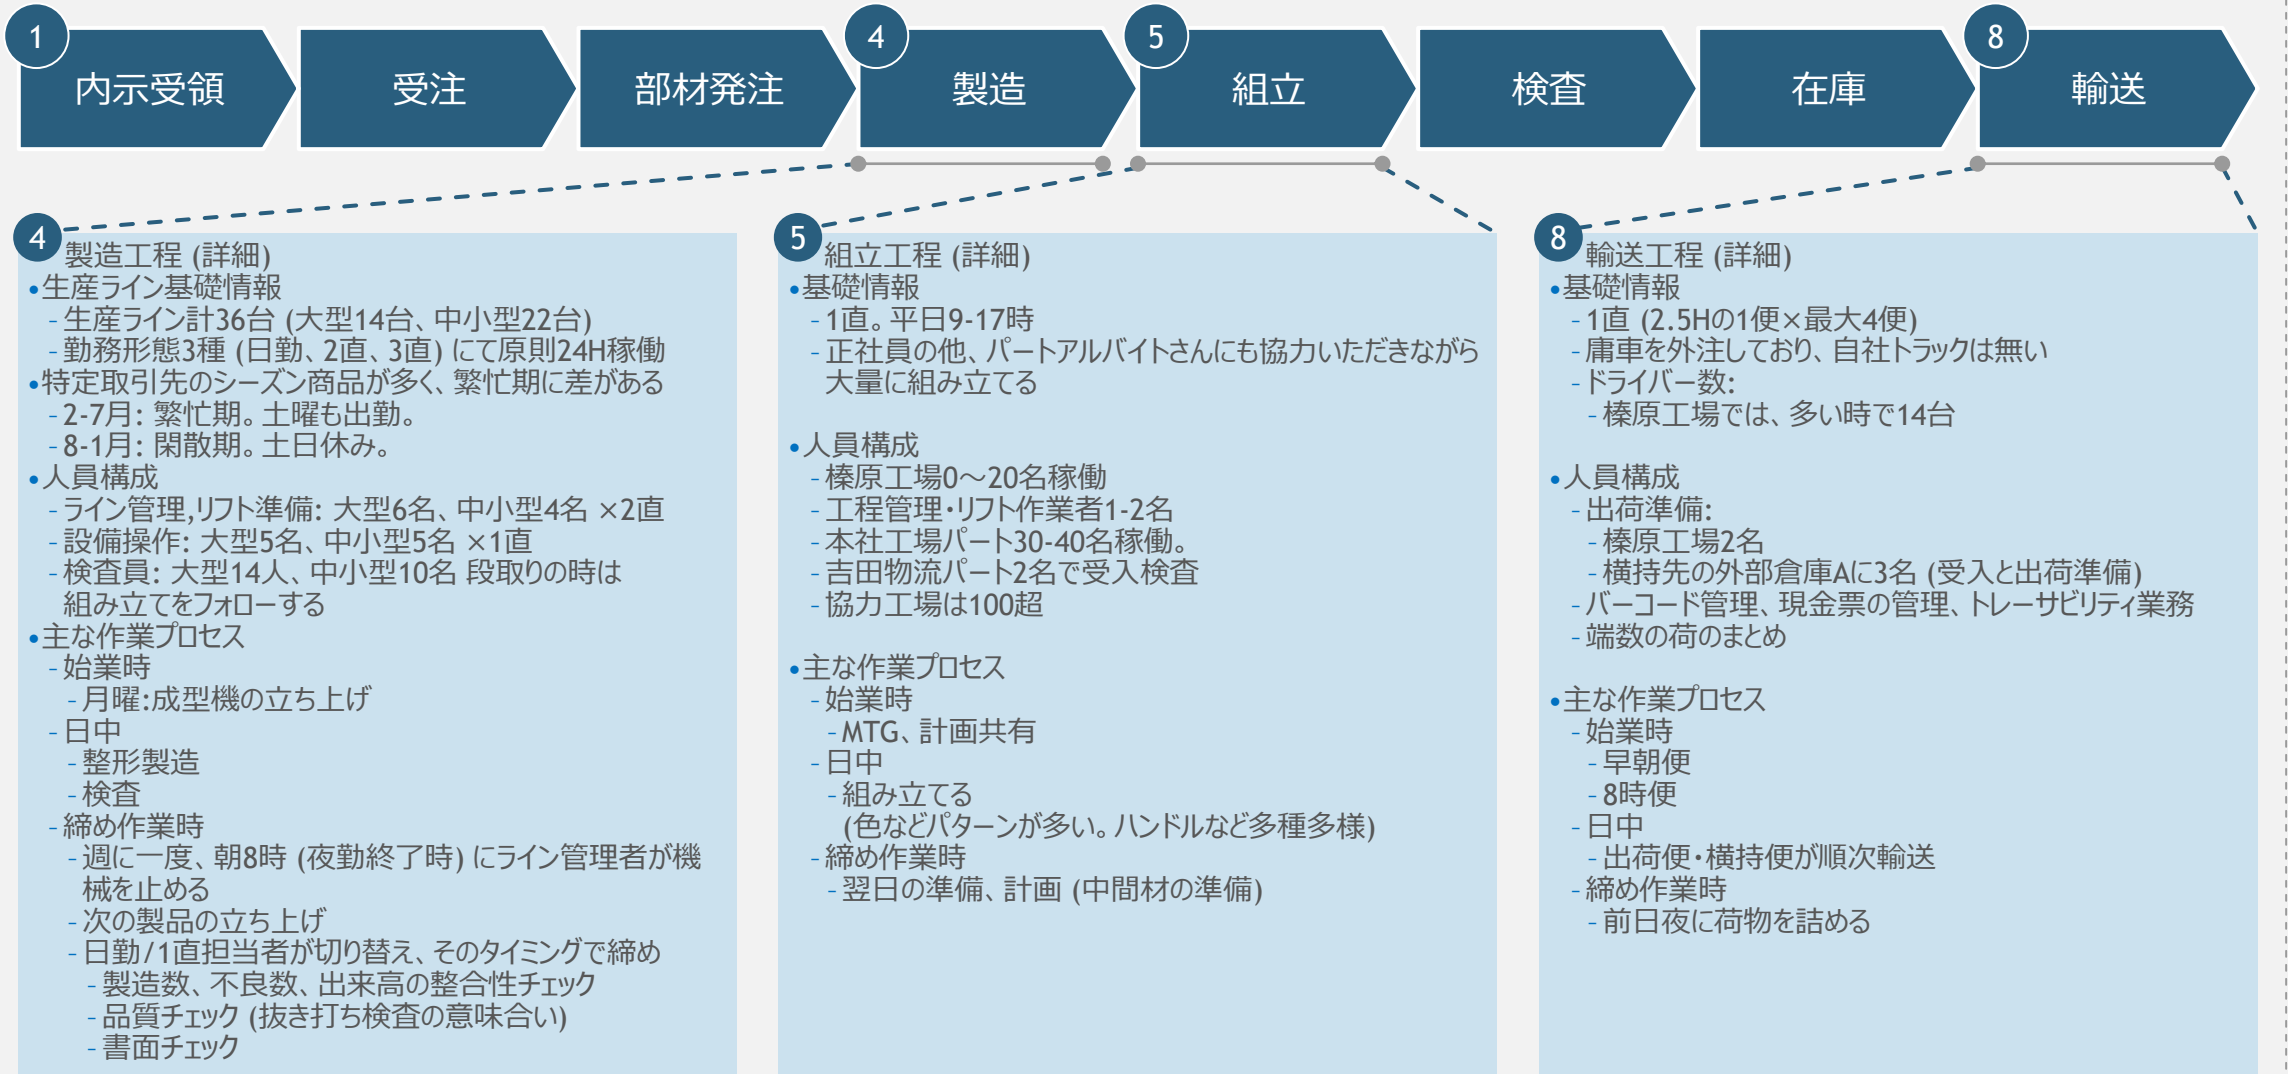 1
内示受領
受注
部材発注
4
製造
5
組立
検査
在庫
8
輸送
4
製造工程 (詳細)
•生産ライン基礎情報
-生産ライン計36台 (大型14台、中小型22台)
-勤務形態3種 (日勤、2直、3直) にて原則24H稼働
•特定取引先のシーズン商品が多く、繁忙期に差がある
-2-7月: 繁忙期。土曜も出勤。
-8-1月: 閑散期。土日休み。
•人員構成
-ライン管理,リフト準備: 大型6名、中小型4名 ×2直
-設備操作: 大型5名、中小型5名 ×1直
-検査員: 大型14人、中小型10名 段取りの時は
組み立てをフォローする
•主な作業プロセス
-始業時
-月曜:成型機の立ち上げ
-日中
-整形製造
-検査
-締め作業時
-週に一度、朝8時 (夜勤終了時) にライン管理者が機
械を止める
-次の製品の立ち上げ
-日勤/1直担当者が切り替え、そのタイミングで締め
-製造数、不良数、出来高の整合性チェック
-品質チェック (抜き打ち検査の意味合い)
-書面チェック
5
組立工程 (詳細)
•基礎情報
-1直。平日9-17時
-正社員の他、パートアルバイトさんにも協力いただきながら
大量に組み立てる
•人員構成
-榛原工場0～20名稼働
-工程管理・リフト作業者1-2名
-本社工場パート30-40名稼働。
-吉田物流パート2名で受入検査
-協力工場は100超
•主な作業プロセス
-始業時
-MTG、計画共有
-日中
-組み立てる
(色などパターンが多い。ハンドルなど多種多様)
-締め作業時
-翌日の準備、計画 (中間材の準備)
8
輸送工程 (詳細)
•基礎情報
-1直 (2.5Hの1便×最大4便)
-庸車を外注しており、自社トラックは無い
-ドライバー数:
-榛原工場では、多い時で14台
•人員構成
-出荷準備:
-榛原工場2名
-横持先の外部倉庫Aに3名 (受入と出荷準備)
-バーコード管理、現金票の管理、トレーサビリティ業務
-端数の荷のまとめ
•主な作業プロセス
-始業時
-早朝便
-8時便
-日中
-出荷便・横持便が順次輸送
-締め作業時
-前日夜に荷物を詰める